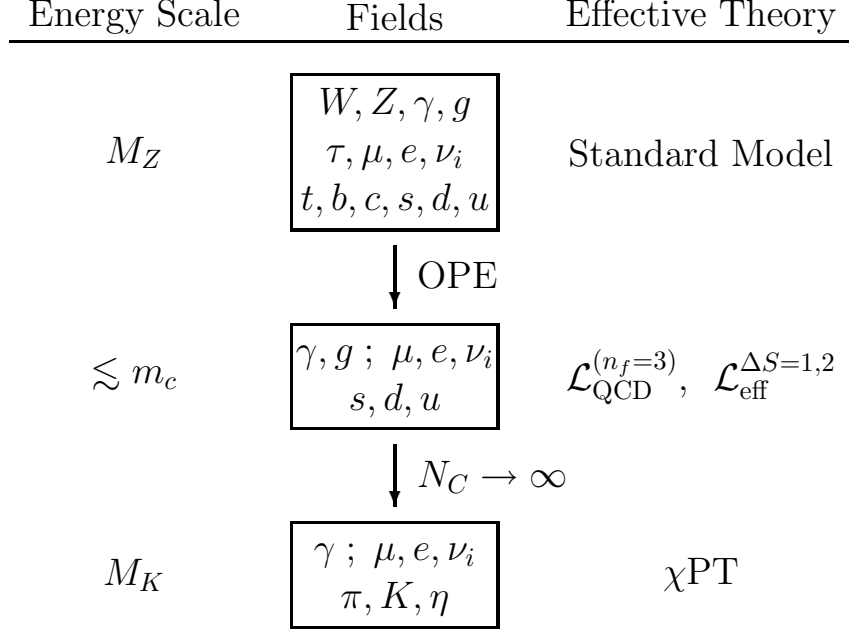 Energy Scale Fields Effective Theory
W, Z, γ, g
M_Z τ, μ, e, ν_i Standard Model
t, b, c, s, d, u
OPE
γ, g ; μ, e, ν_i
≲ m_c s, d, u ℒ_QCD^(n_f=3), ℒ_eff^ΔS=1,2
N_C → ∞
γ ; μ, e, ν_i
M_K π, K, η χPT